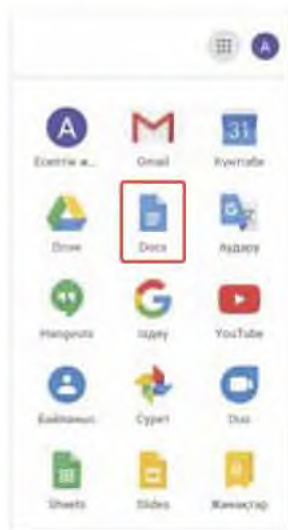 A
A 31
Есептік ж... Gmail Күнтізбе
Drive Docs Аудару
Hangouts Іздеу YouTube
Байланыс Сурет Duo
Sheets Slides Жинақтар